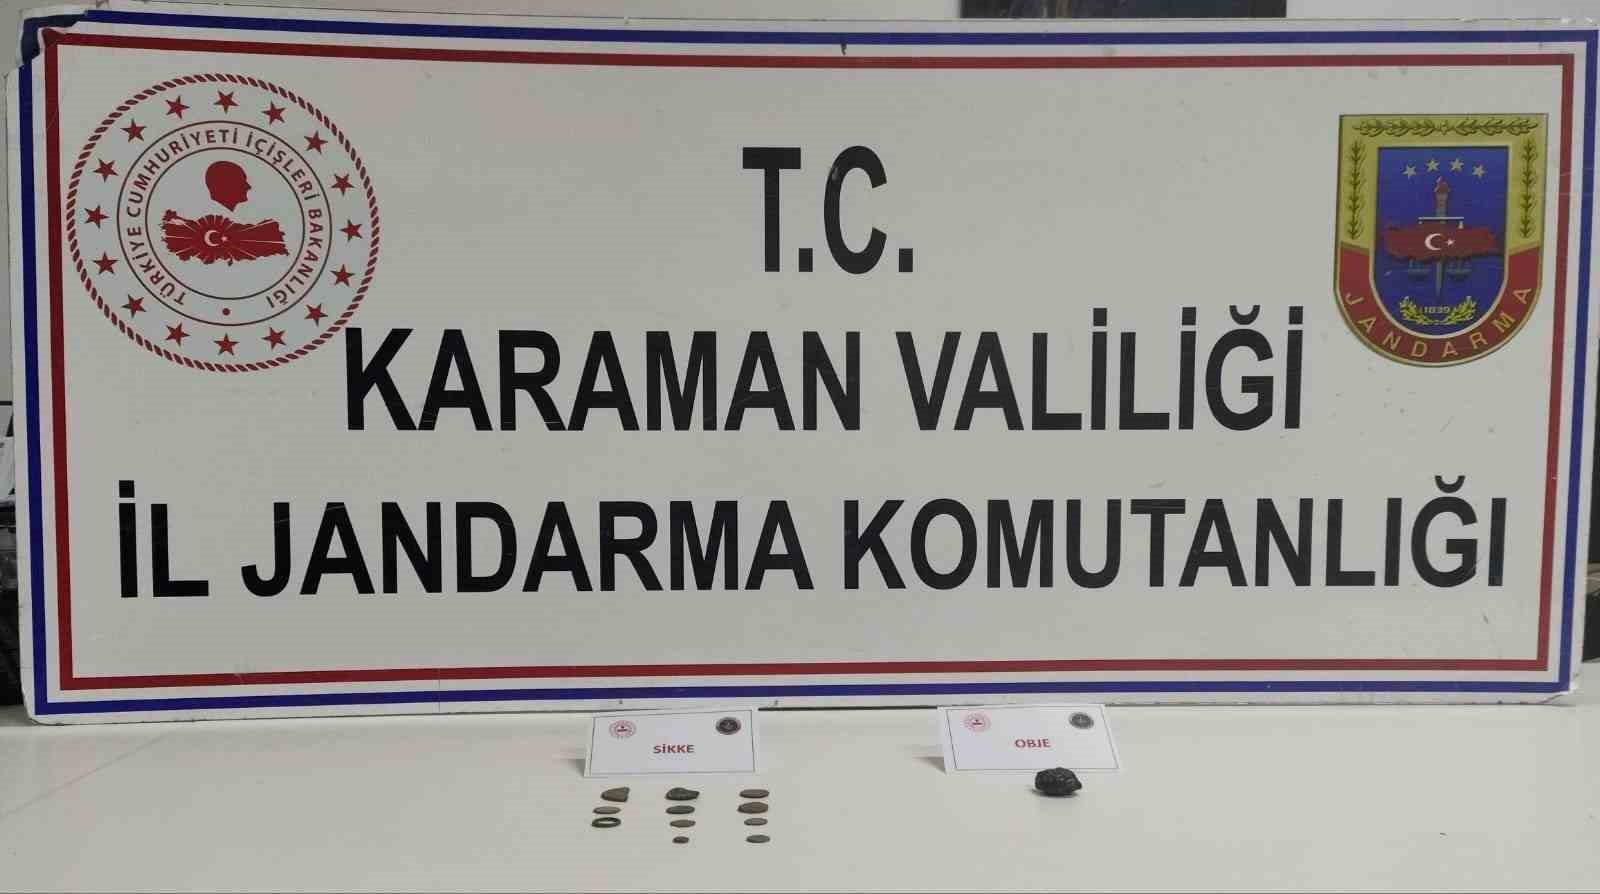 TÜRKİYE CUMHURİYETİ İÇİŞLERİ BAKANLIĞI
T.C.
KARAMAN VALİLİĞİ
İL JANDARMA KOMUTANLIĞI
1839
JANDARMA
SİKKE
OBJE